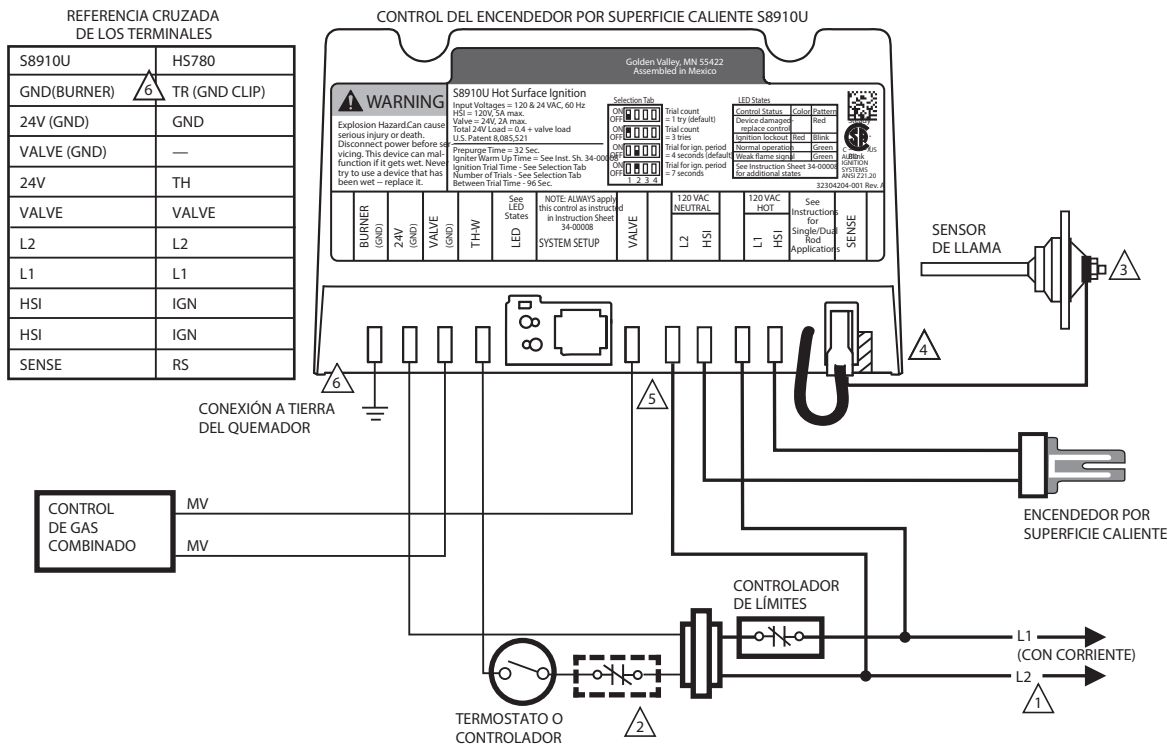 REFERENCIA CRUZADA
DE LOS TERMINALES
S8910U HS780
GND(BURNER) 6 TR (GND CLIP)
24V (GND) GND
VALVE (GND) —
24V TH
VALVE VALVE
L2 L2
L1 L1
HSI IGN
HSI IGN
SENSE RS
CONTROL DEL ENCENDEDOR POR SUPERFICIE CALIENTE S8910U
Golden Valley, MN 55422
Assembled in Mexico
WARNING
Explosion Hazard.Can cause
serious injury or death.
Disconnect power before ser
vicing. This device can mal-
function if it gets wet. Never
try to use a device that has
been wet -- replace it.
S8910U Hot Surface Ignition
Input Voltages = 120 & 24 VAC, 60 Hz
HSI = 120V, 5A max.
Valve = 24V, 2A max.
Total 24V Load = 0.4 + valve load
U.S. Patent 8,085,521
Prepurge Time = 32 Sec.
Igniter Warm Up Time = See Inst. Sh. 34-00008
Ignition Trial Time - See Selection Tab
Number of Trials - See Selection Tab
Between Trial Time - 96 Sec.
Selection Tab
ON
OFF
Trial count
= 1 try (default)
ON
OFF
Trial count
= 3 tries
ON
OFF
Trial for ign. period
= 4 seconds (default)
ON
OFF
Trial for ign. period
= 7 seconds
1 2 3 4
LED States
Control Status Color Pattern
Device damaged- Red
replace control
Ignition lockout Red Blink
Normal operation Green
Weak flame signal Green Blink
See Instruction Sheet 34-00008
for additional states
C US
IGNITION
SYSTEMS
ANSI Z21.20
32304204-001 Rev. A
BURNER
(GND)
24V
(GND)
VALVE
(GND)
TH-W
See
LED
States
LED
NOTE: ALWAYS apply
this control as instructed
in Instruction Sheet
34-00008
SYSTEM SETUP
VALVE
120 VAC
NEUTRAL
L2
HSI
120 VAC
HOT
L1
HSI
See
Instructions
for
Single/Dual
Rod
Applications
SENSE
SENSOR
DE LLAMA
3
4
6
5
CONEXIÓN A TIERRA
DEL QUEMADOR
CONTROL
DE GAS
COMBINADO
MV
MV
ENCENDEDOR POR
SUPERFICIE CALIENTE
CONTROLADOR
DE LÍMITES
L1
(CON CORRIENTE)
L2
1
2
TERMOSTATO O
CONTROLADOR